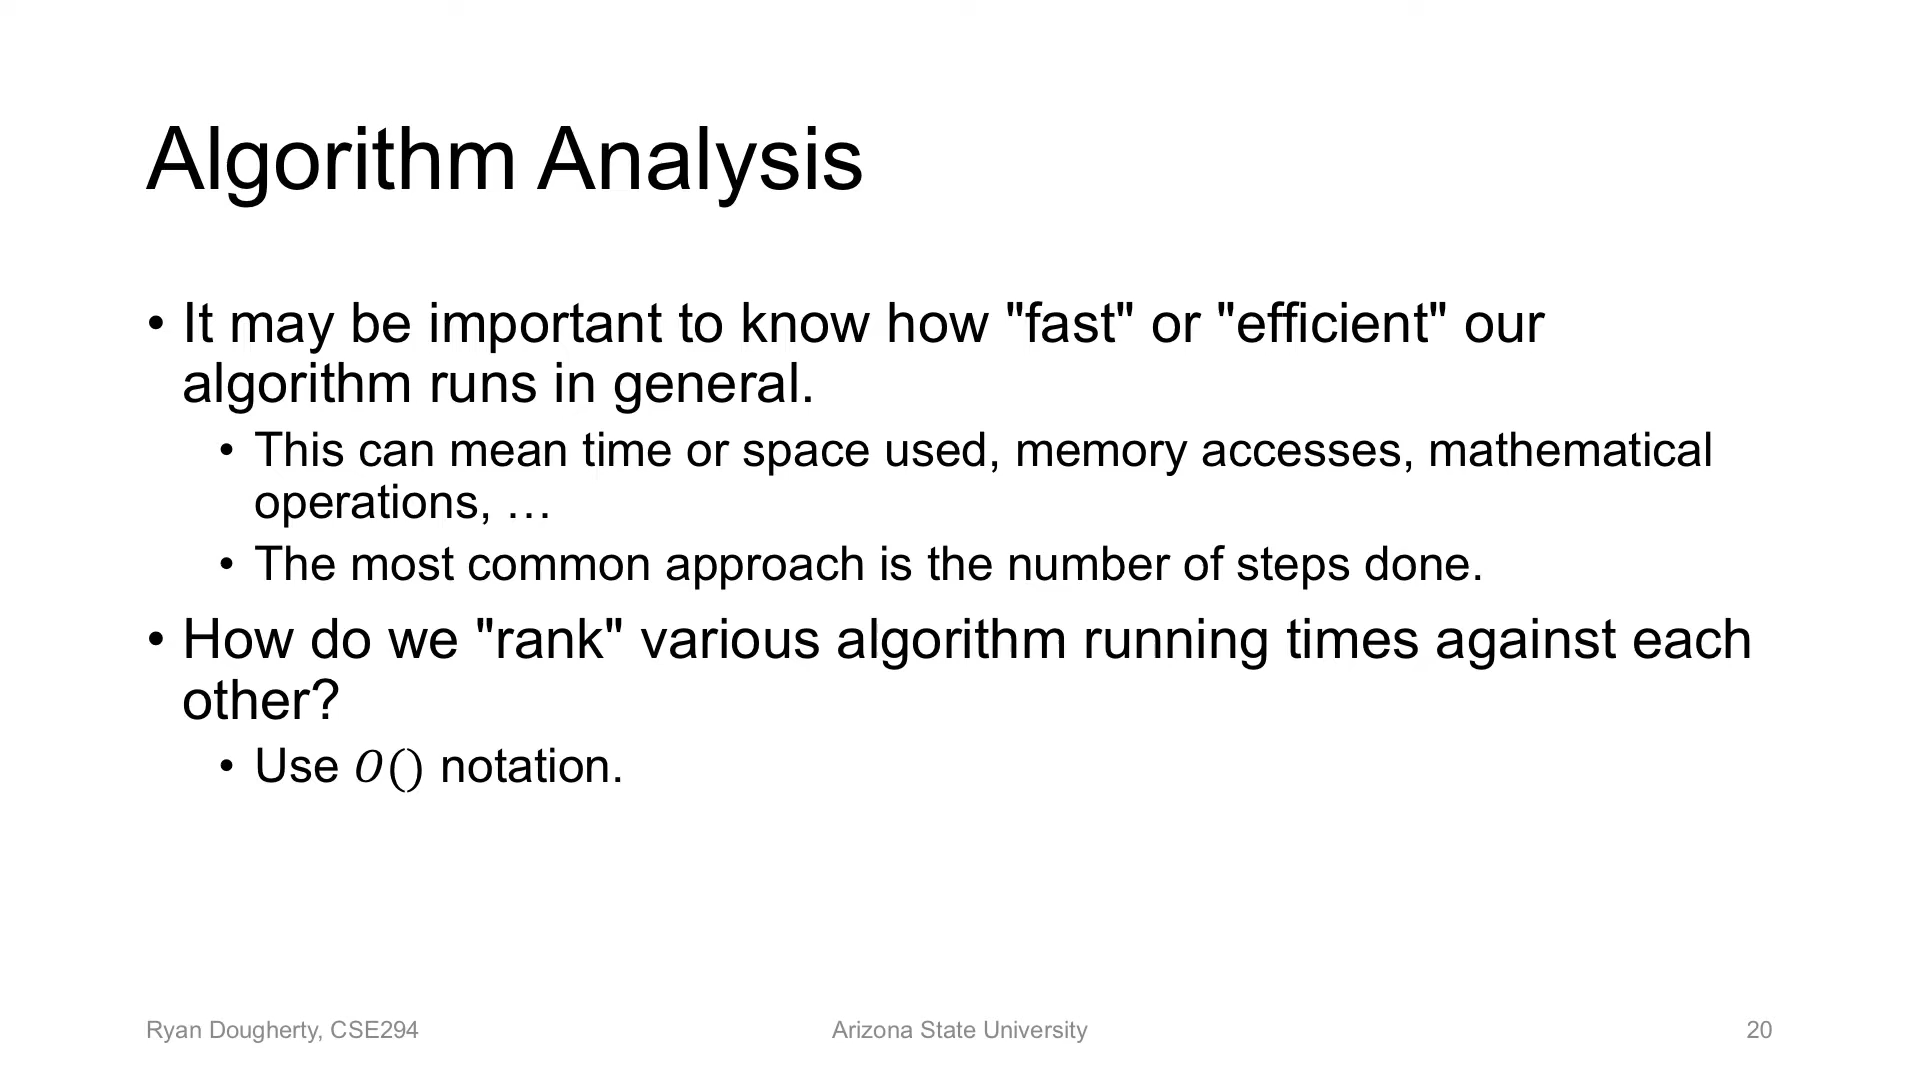 Algorithm Analysis
• It may be important to know how "fast" or "efficient" our
algorithm runs in general.
• This can mean time or space used, memory accesses, mathematical
operations, …
• The most common approach is the number of steps done.
• How do we "rank" various algorithm running times against each
other?
• Use O() notation.
Ryan Dougherty, CSE294
Arizona State University
20